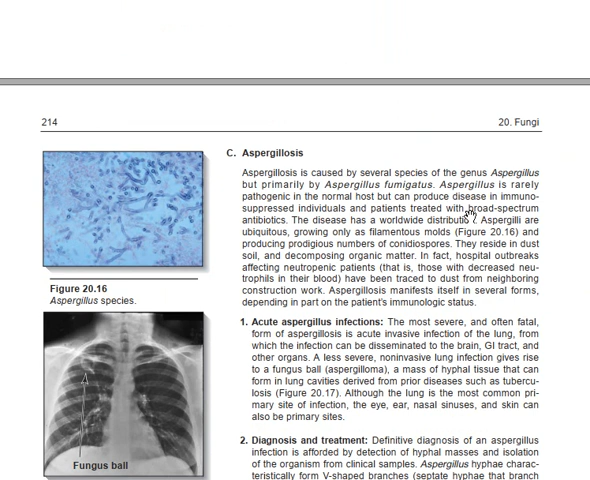 214
20. Fungi
C. Aspergillosis
Aspergillosis is caused by several species of the genus Aspergillus
but primarily by Aspergillus fumigatus. Aspergillus is rarely
pathogenic in the normal host but can produce disease in immuno-
suppressed individuals and patients treated with broad-spectrum
antibiotics. The disease has a worldwide Aspergilli are
ubiquitous, growing only as filamentous molds (Figure 20.16) and
producing prodigious numbers of conidiospores. They reside in dust
soil, and decomposing organic matter. In fact, hospital outbreaks
affecting neutropenic patients (that is, those with decreased neu-
trophils in their blood) have been traced to dust from neighboring
construction work. Aspergillosis manifests itself in several forms,
depending in part on the patient's immunologic status.
Figure 20.16
Aspergillus species.
1. Acute aspergillus infections: The most severe, and often fatal,
form of aspergillosis is acute invasive infection of the lung, from
which the infection can be disseminated to the brain, GI tract, and
other organs. A less severe, noninvasive lung infection gives rise
to a fungus ball (aspergilloma), a mass of hyphal tissue that can
form in lung cavities derived from prior diseases such as tubercu-
losis (Figure 20.17). Although the lung is the most common pri-
mary site of infection, the eye, ear, nasal sinuses, and skin can
also be primary sites.
2. Diagnosis and treatment: Definitive diagnosis of an aspergillus
infection is afforded by detection of hyphal masses and isolation
of the organism from clinical samples. Aspergillus hyphae charac-
teristically form V-shaped branches (septate hyphae that branch
Fungus ball